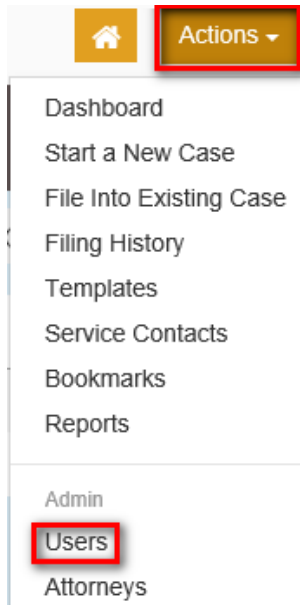 Actions
Dashboard
Start a New Case
File Into Existing Case
Filing History
Templates
Service Contacts
Bookmarks
Reports
Admin
Users
Attorneys